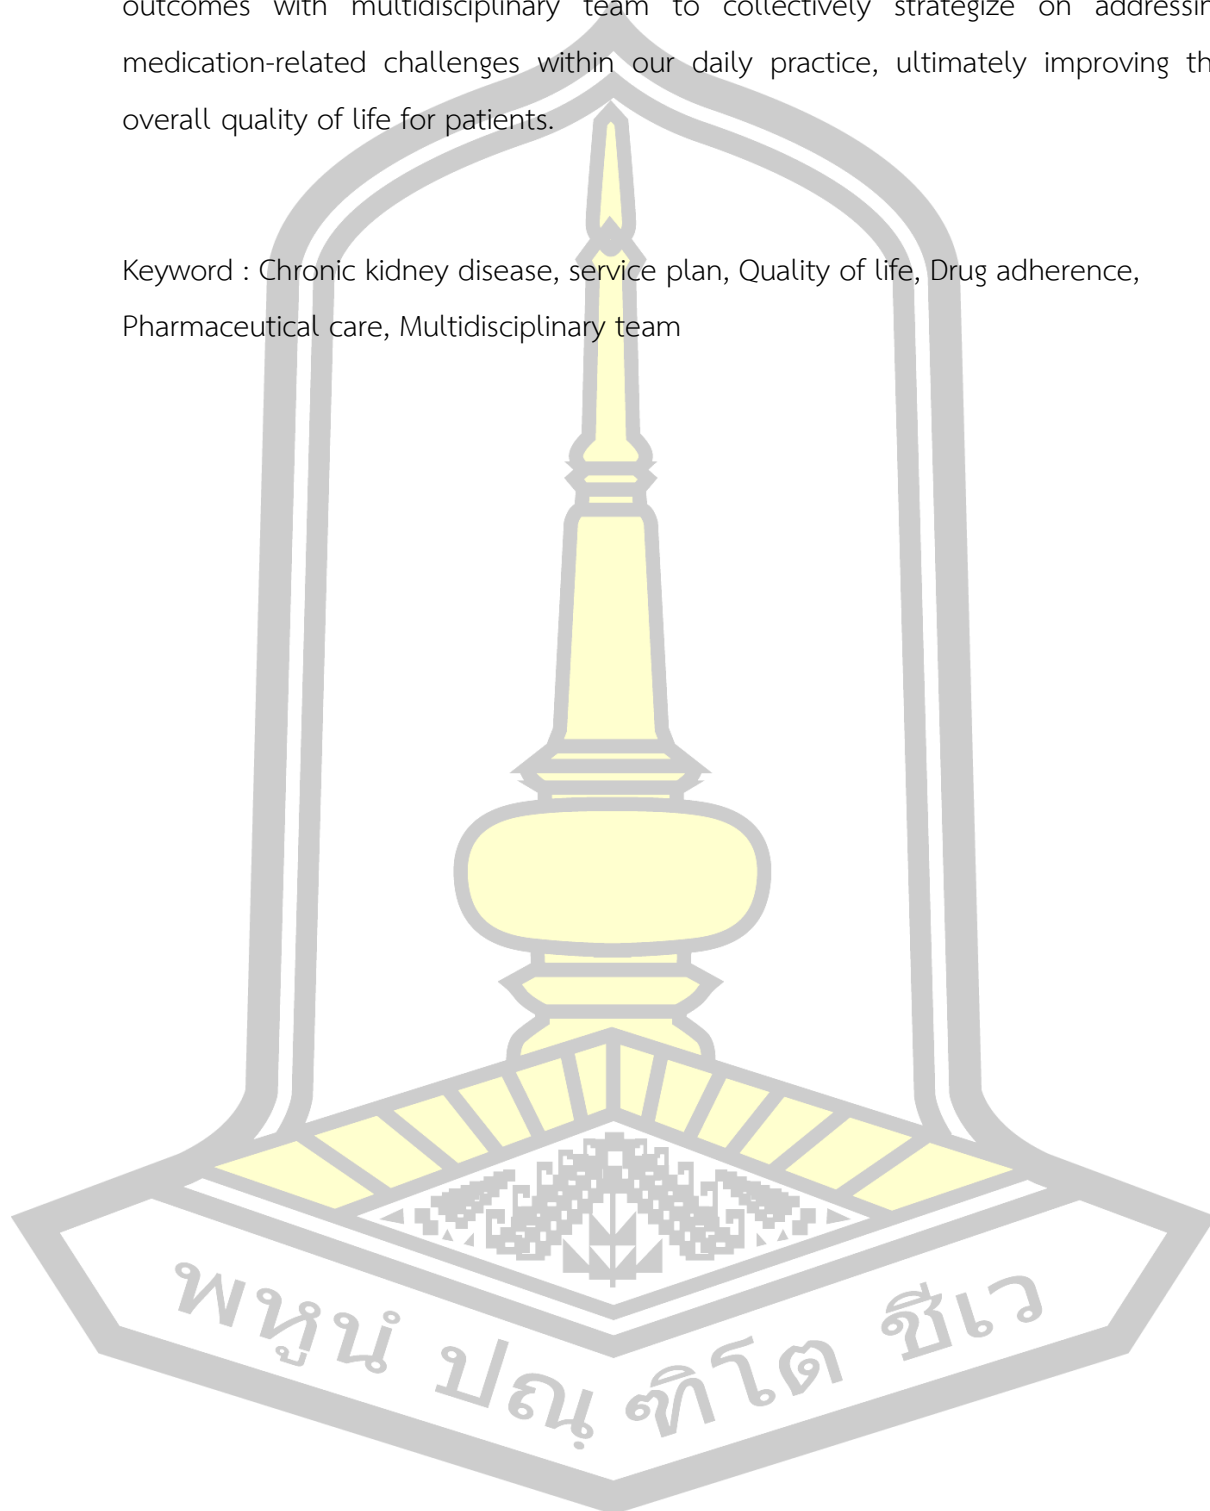 outcomes with multidisciplinary team to collectively strategize on addressin
medication-related challenges within our daily practice, ultimately improving th
overall quality of life for patients.
Keyword : Chronic kidney disease, service plan, Quality of life, Drug adherence,
Pharmaceutical care, Multidisciplinary team
พหูนํ ปณฺฑิโต ชีเว